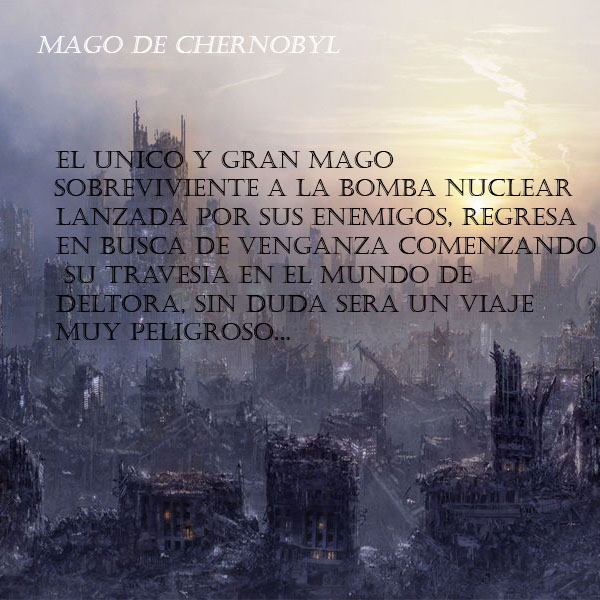 MAGO DE CHERNOBYL
EL UNICO Y GRAN MAGO
SOBREVIVIENTE A LA BOMBA NUCLEAR
LANZADA POR SUS ENEMIGOS, REGRESA
EN BUSCA DE VENGANZA COMENZANDO
SU TRAVESIA EN EL MUNDO DE
DELTORA, SIN DUDA SERA UN VIAJE
MUY PELIGROSO...